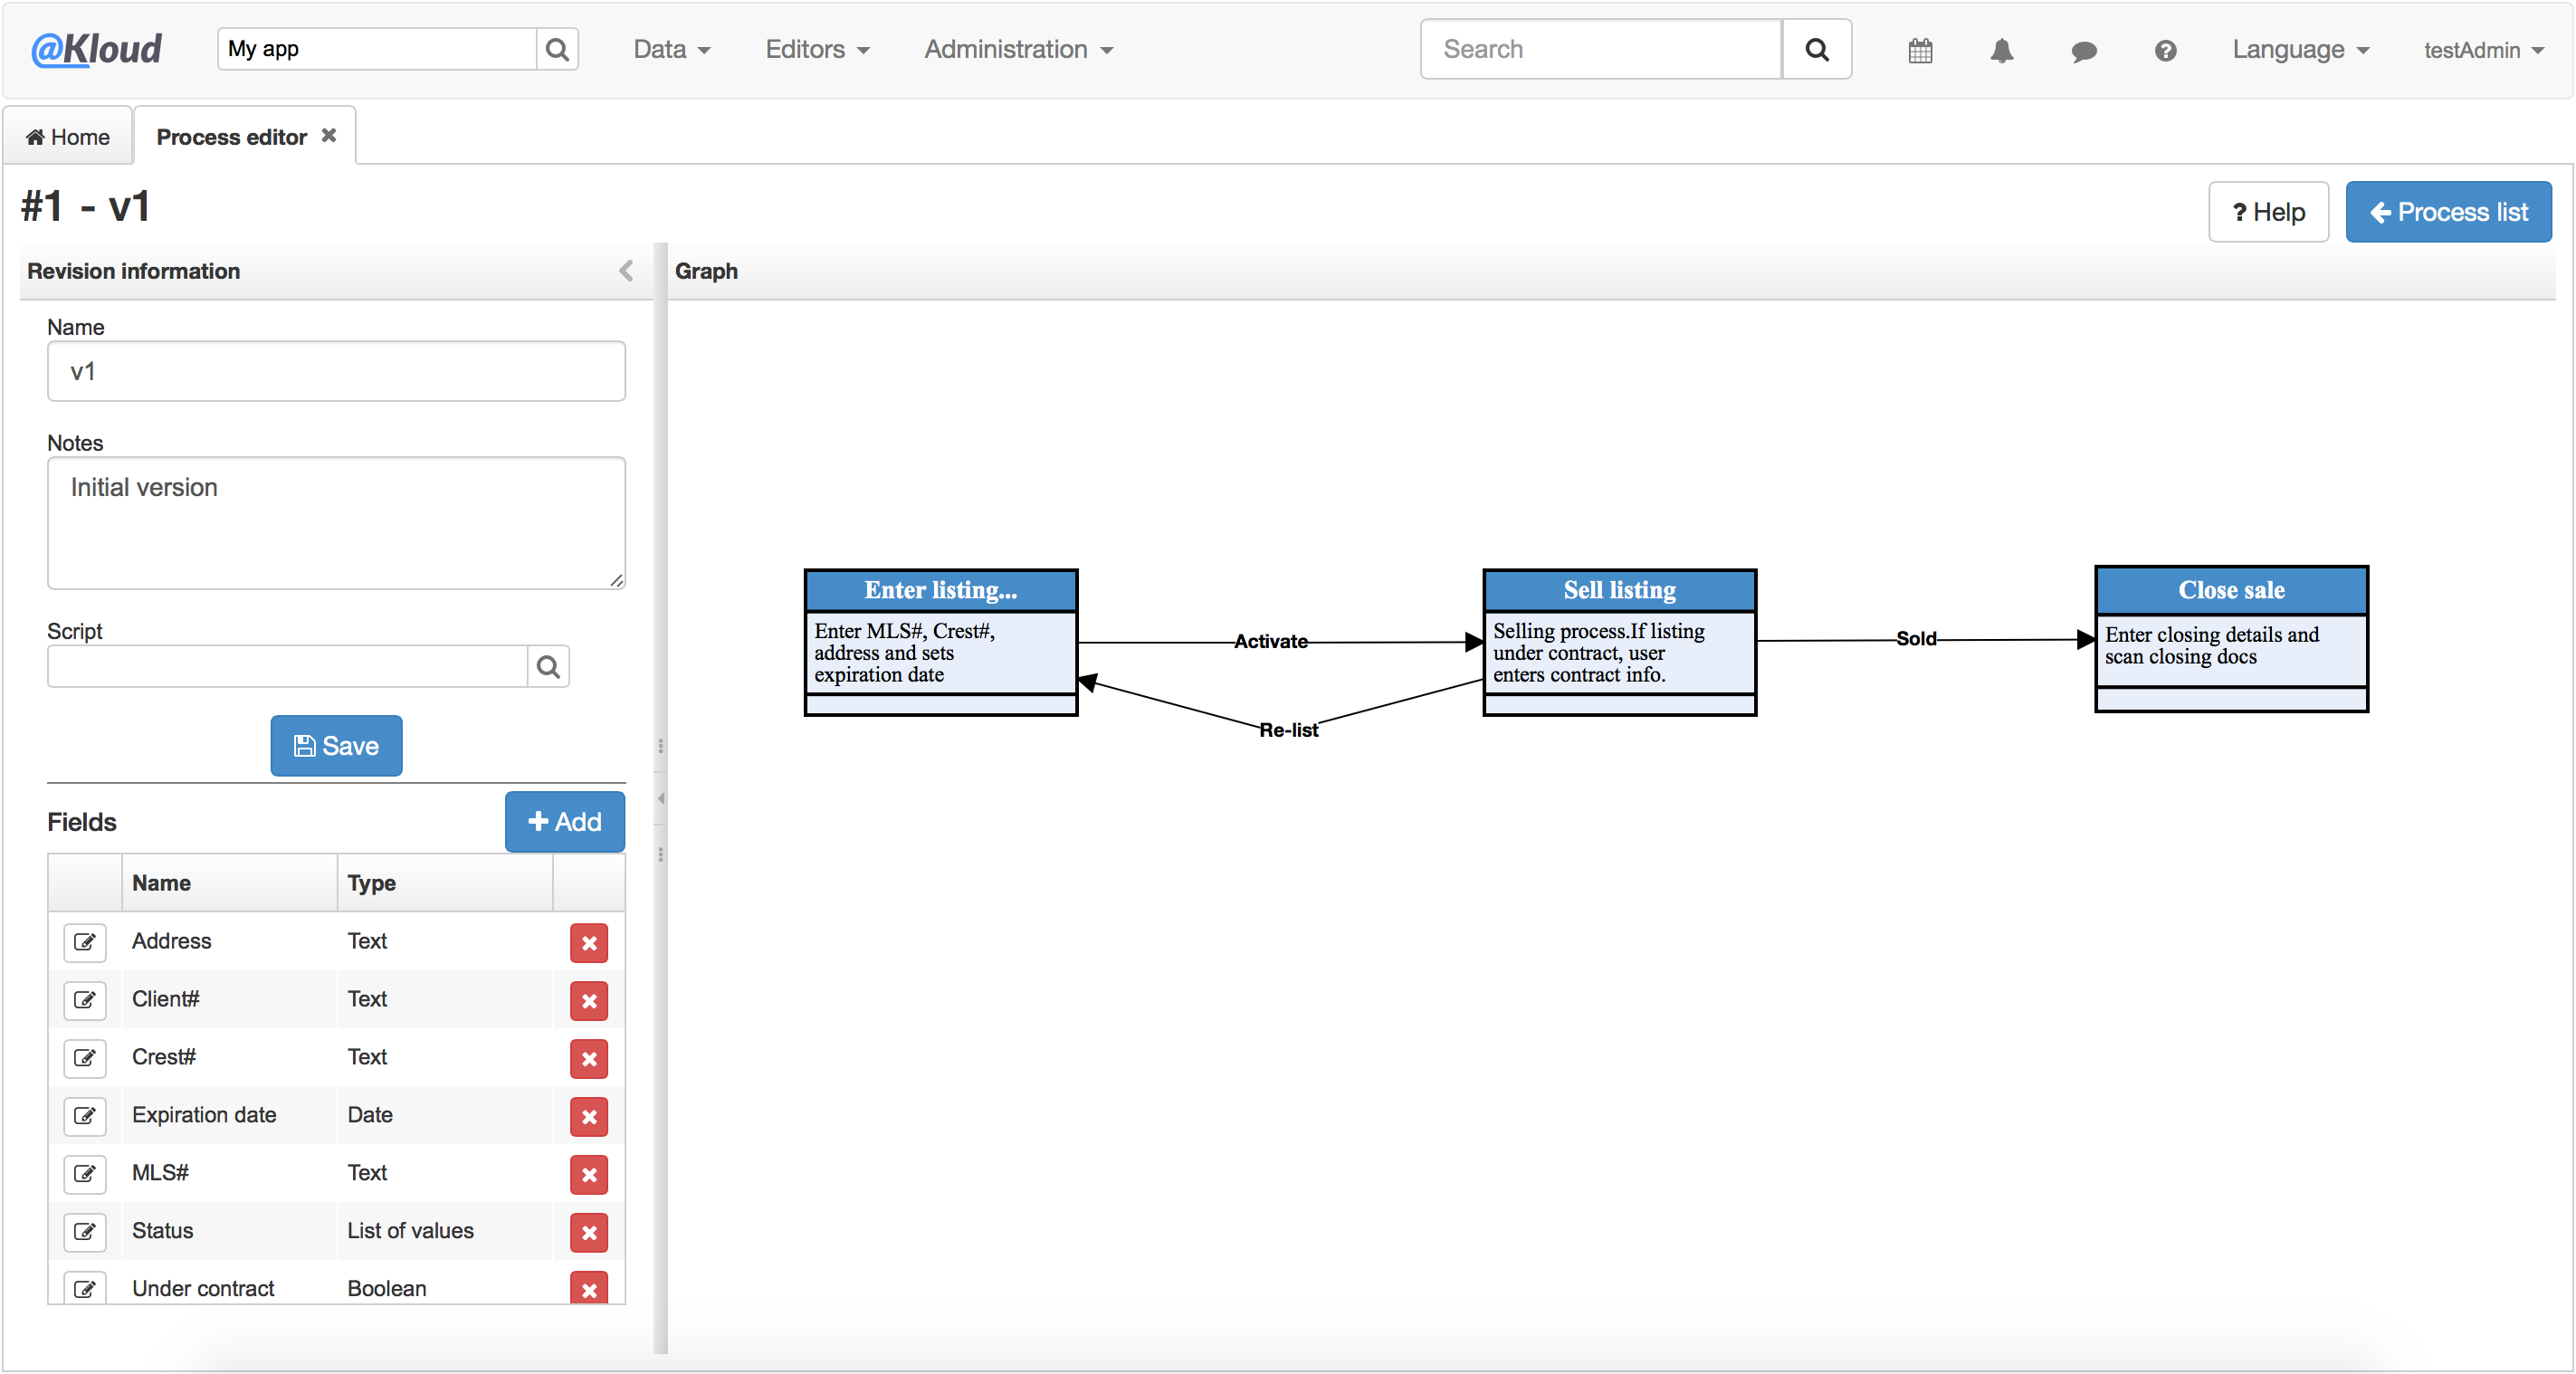 @Kloud My app Data Editors Administration Search Language testAdmin
Home Process editor
#1 - v1
? Help Process list
Revision information
Name
v1
Notes
Initial version
Script
Save
Fields
Add
Name Type
Address Text
Client# Text
Crest# Text
Expiration date Date
MLS# Text
Status List of values
Under contract Boolean
Graph
Enter listing...
Enter MLS#, Crest#,
address and sets
expiration date
Activate
Re-list
Sell listing
Selling process.If listing
under contract, user
enters contract info.
Sold
Close sale
Enter closing details and
scan closing docs